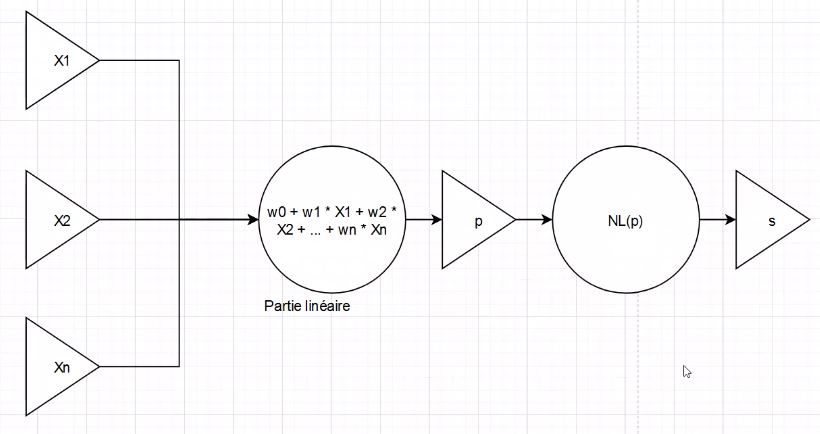 X1
X2
Xn
w0 + w1 * X1 + w2 *
X2 + ... + wn * Xn
Partie linéaire
p
NL(p)
s